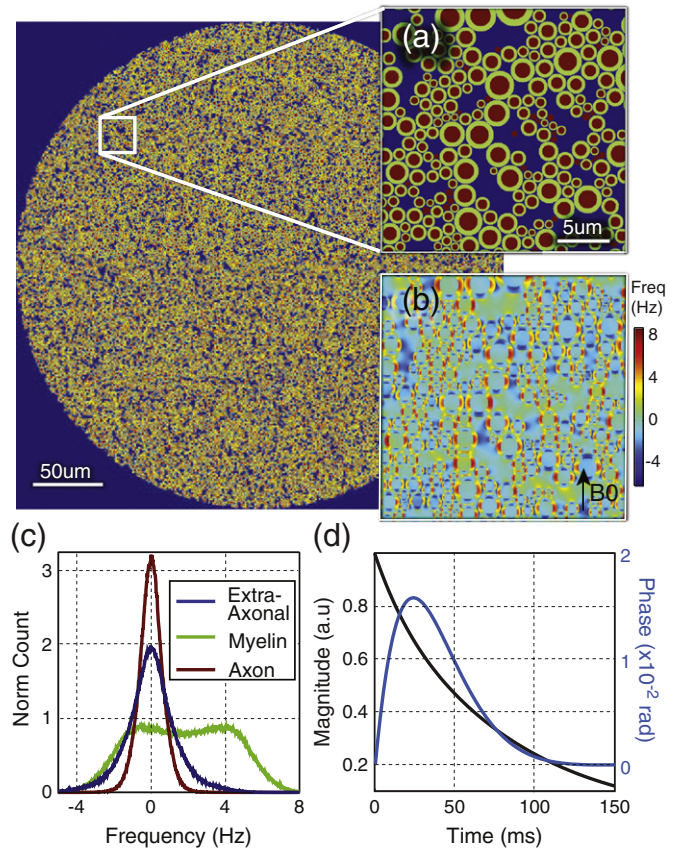 (a)
5um
50um
(b)
B0
Freq
(Hz)
8
4
0
-4
(c)
Norm Count
3
2
1
0
Extra-
Axonal
Myelin
Axon
-4
0
4
8
Frequency (Hz)
(d)
Magnitude (a.u)
0.8
0.6
0.4
0.2
2
1
0
Phase
(x10-2 rad)
0
50
100
150
Time (ms)